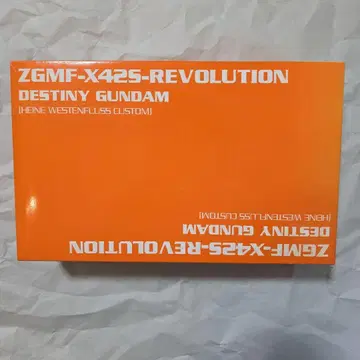 ZGMF-X42S-REVOLUTION
DESTINY GUNDAM
[HEINE WESTENFLUSS CUSTOM]
ZGMF-X42S-REVOLUTION
DESTINY GUNDAM
[HEINE WESTENFLUSS CUSTOM]